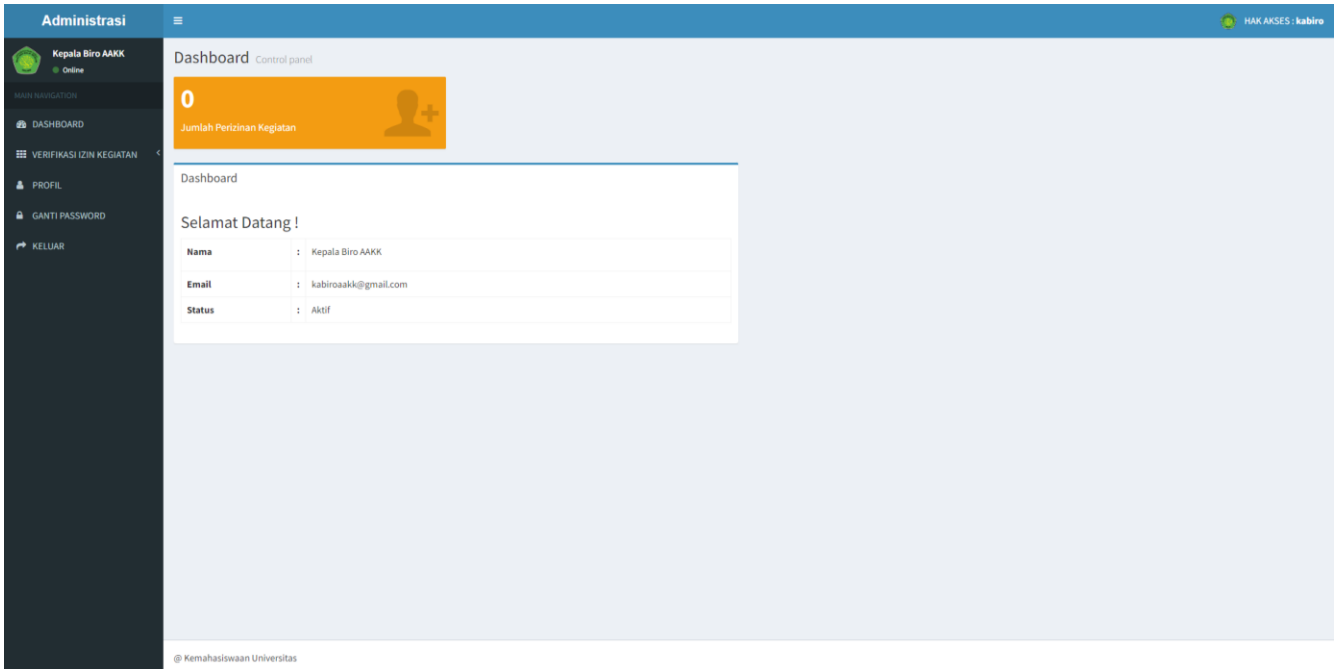 Administrasi
HAK AKSES : kabiro
Kepala Biro AAKK
Online
MAIN NAVIGATION
DASHBOARD
VERIFIKASI IZIN KEGIATAN
PROFIL
GANTI PASSWORD
KELUAR
Dashboard Control panel
0
Jumlah Perizinan Kegiatan
Dashboard
Selamat Datang !
Nama : Kepala Biro AAKK
Email : kabiroaakk@gmail.com
Status : Aktif
@ Kemahasiswaan Universitas